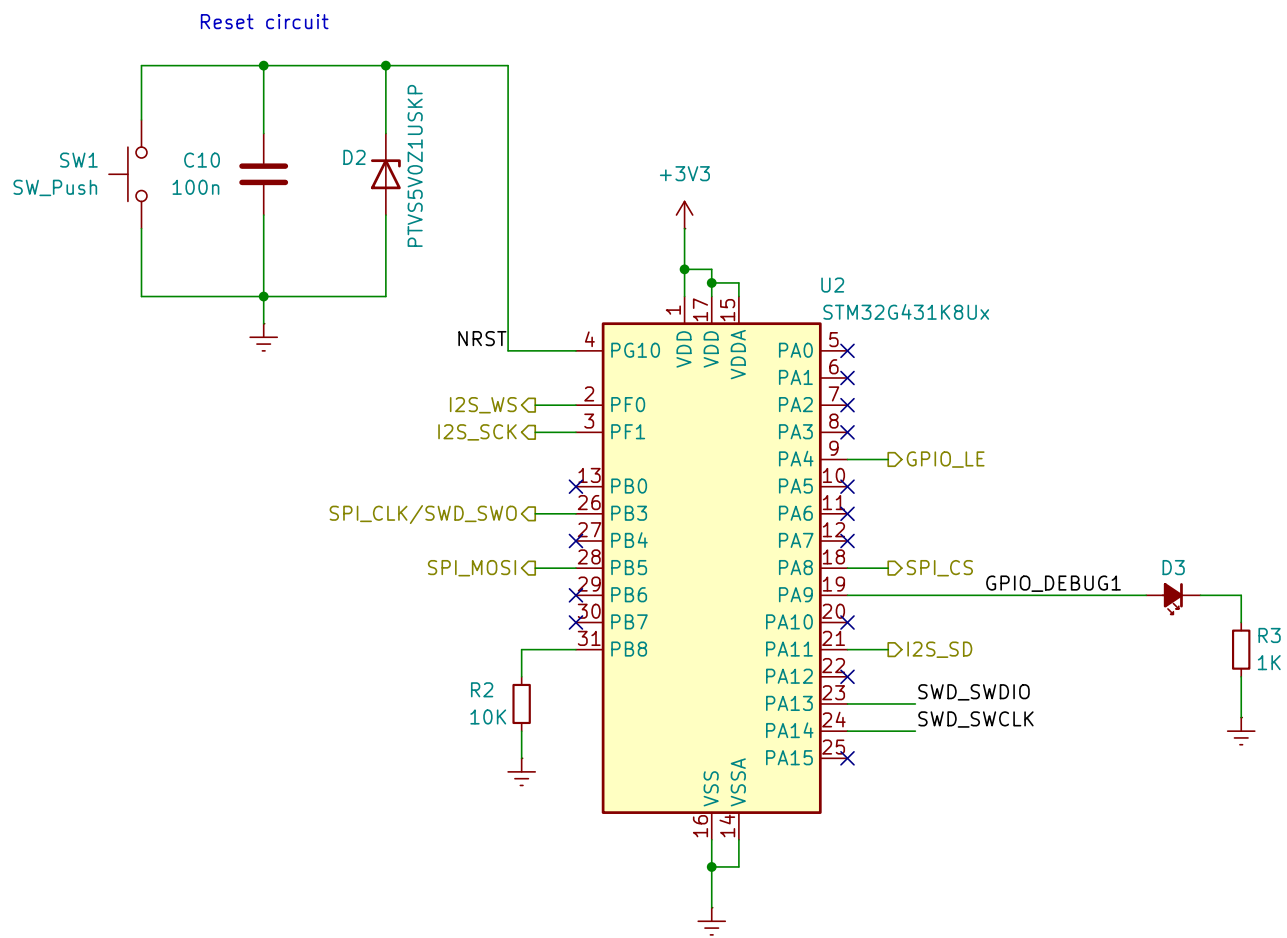 Reset circuit
SW1
SW_Push
C10
100n
D2
PTVS5V0Z1USKP
+3V3
U2
STM32G431K8Ux
1
17
15
VDD
VDD
VDDA
NRST
4
PG10
I2S_WS
2
PF0
I2S_SCK
3
PF1
13
PB0
SPI_CLK/SWD_SWO
26
PB3
27
PB4
SPI_MOSI
28
PB5
29
PB6
30
PB7
31
PB8
R2
10K
PA0
5
PA1
6
PA2
7
PA3
8
PA4
9
GPIO_LE
PA5
10
PA6
11
PA7
12
PA8
18
SPI_CS
PA9
19
GPIO_DEBUG1
D3
R3
1K
PA10
20
PA11
21
I2S_SD
PA12
22
PA13
23
SWD_SWDIO
PA14
24
SWD_SWCLK
PA15
25
VSS
VSSA
16
14